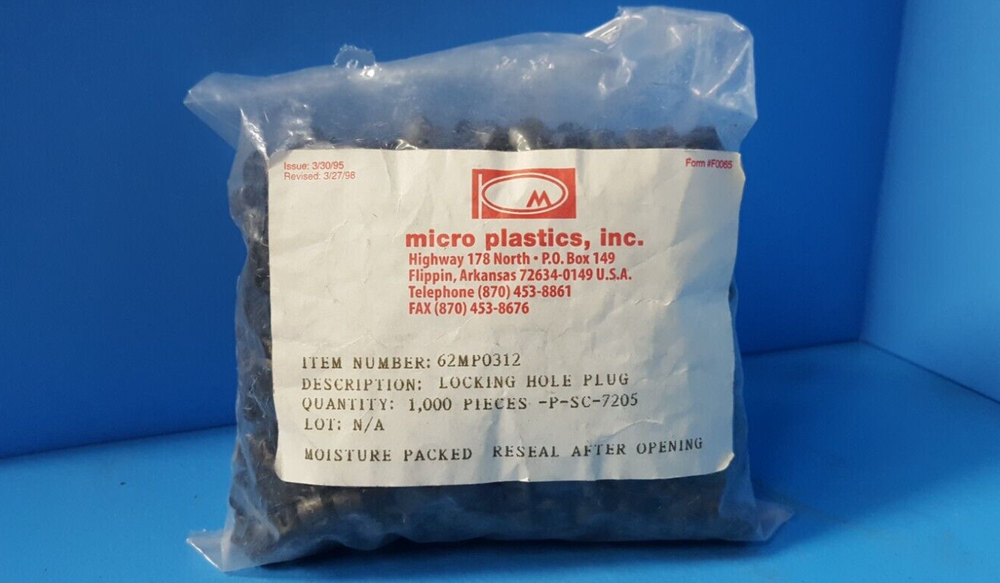 Issue: 3/30/95
Revised: 3/27/98
Form #F0065
M
micro plastics, inc.
Highway 178 North • P.O. Box 149
Flippin, Arkansas 72634-0149 U.S.A.
Telephone (870) 453-8861
FAX (870) 453-8676
ITEM NUMBER: 62MP0312
DESCRIPTION: LOCKING HOLE PLUG
QUANTITY: 1,000 PIECES -P-SC-7205
LOT: N/A
MOISTURE PACKED RESEAL AFTER OPENING